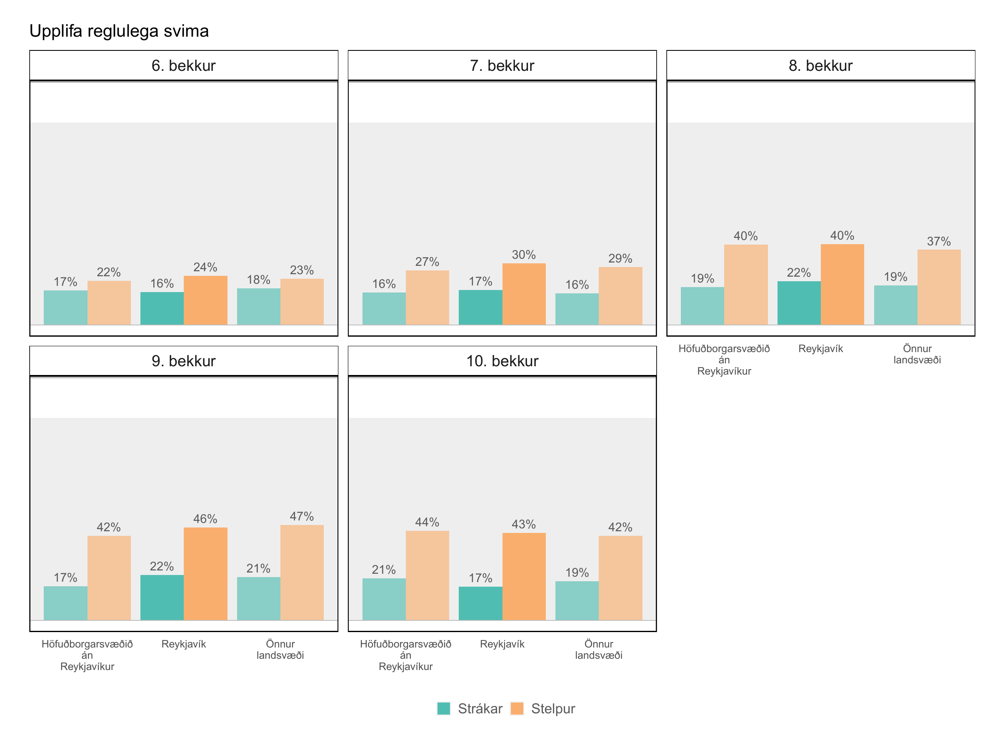 Upplifa reglulega svima
6. bekkur
17% 22% 16% 24% 18% 23%
7. bekkur
16% 27% 17% 30% 16% 29%
8. bekkur
19% 40% 22% 40% 19% 37%
Höfuðborgarsvæðið
án
Reykjavíkur
Reykjavík
Önnur
landsvæði
9. bekkur
17% 42% 22% 46% 21% 47%
Höfuðborgarsvæðið
án
Reykjavíkur
Reykjavík
Önnur
landsvæði
10. bekkur
21% 44% 17% 43% 19% 42%
Höfuðborgarsvæðið
án
Reykjavíkur
Reykjavík
Önnur
landsvæði
Strákar Stelpur